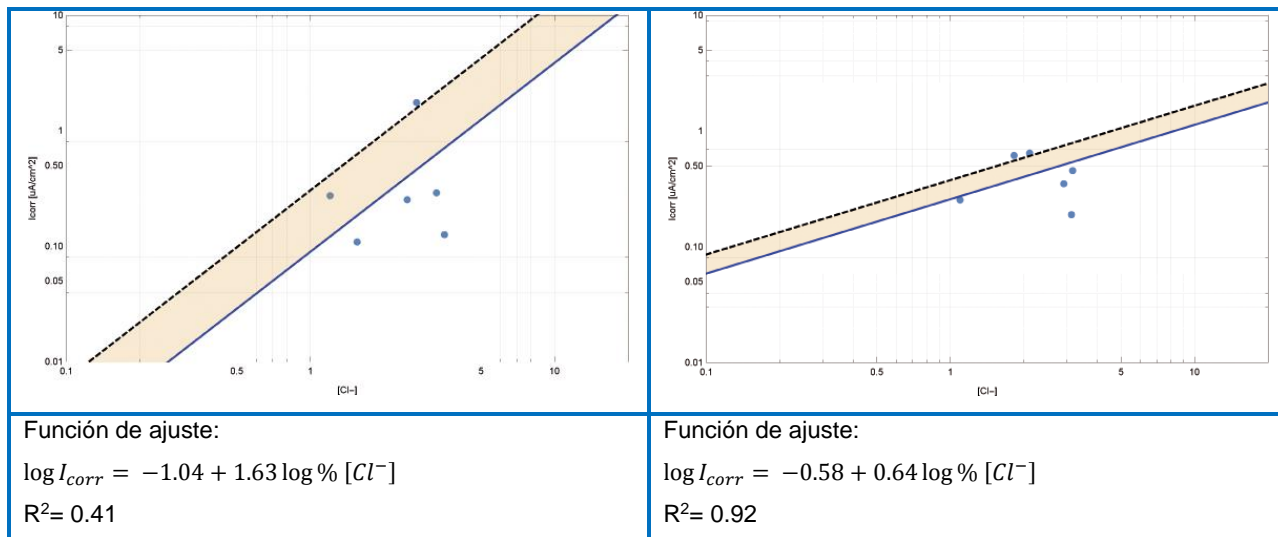 10
5
1
0.50
0.10
0.05
0.01
Icorr [uA/cm^2]
0.1
0.5
1
5
10
[Cl−]
10
5
1
0.50
0.10
0.05
0.01
Icorr [uA/cm^2]
0.1
0.5
1
5
10
[Cl−]
Función de ajuste:
log I_corr = −1.04 + 1.63 log % [Cl⁻]
R²= 0.41
Función de ajuste:
log I_corr = −0.58 + 0.64 log % [Cl⁻]
R²= 0.92